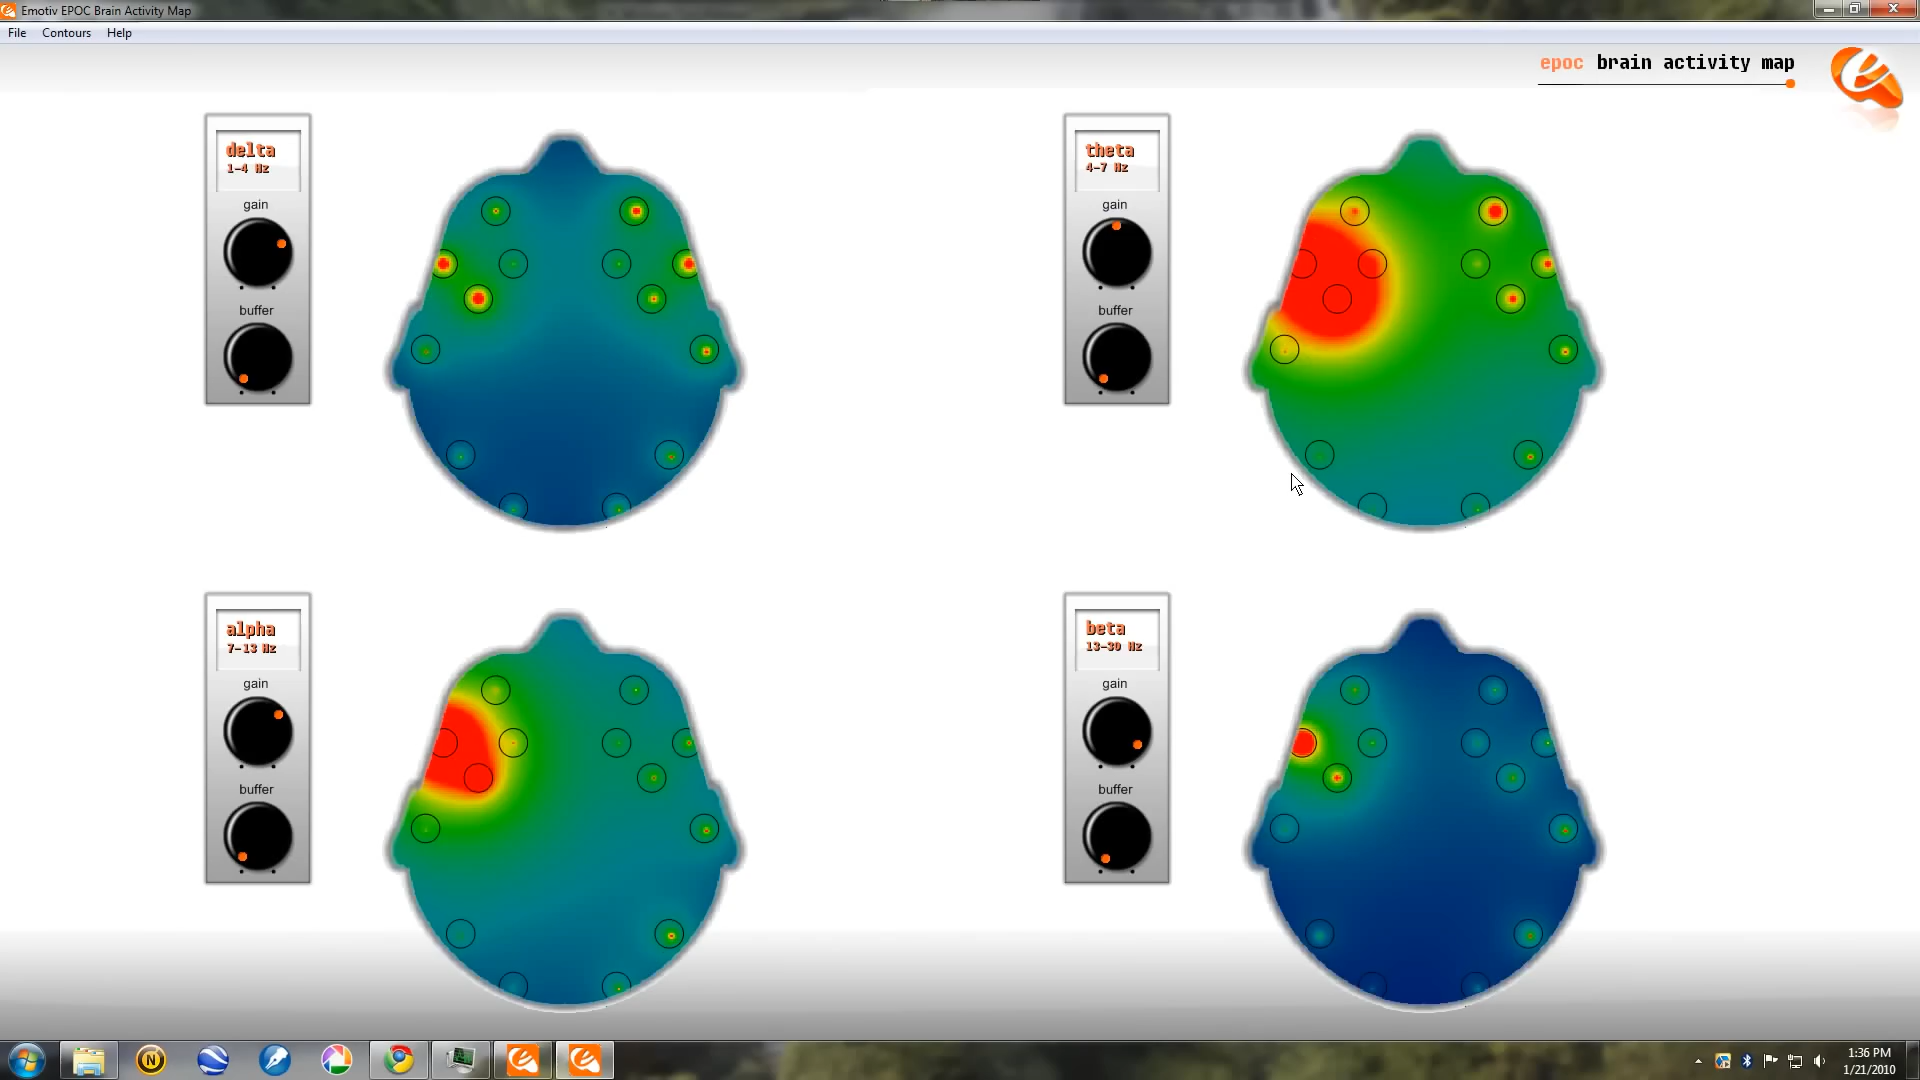 Emotiv EPOC Brain Activity Map
File Contours Help
epoc brain activity map
delta
1-4 Hz
gain
buffer
theta
4-7 Hz
gain
buffer
alpha
7-13 Hz
gain
buffer
beta
13-30 Hz
gain
buffer
N
1:36 PM
1/21/2010